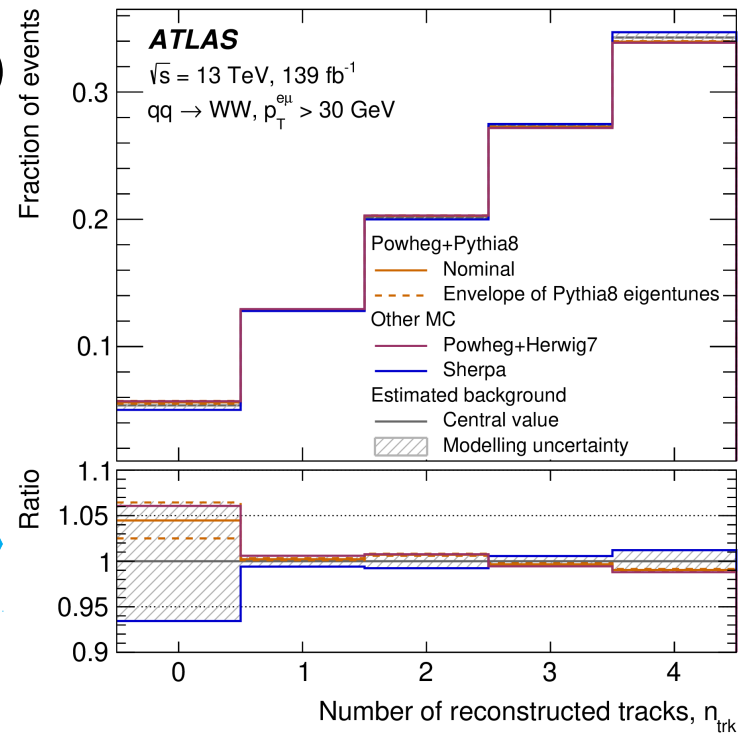 ATLAS
√s = 13 TeV, 139 fb⁻¹
qq → WW, p_T^eμ > 30 GeV
Fraction of events
0.3
0.2
0.1
Powheg+Pythia8
Nominal
Envelope of Pythia8 eigentunes
Other MC
Powheg+Herwig7
Sherpa
Estimated background
Central value
Modelling uncertainty
Ratio
1.1
1.05
1
0.95
0.9
0 1 2 3 4
Number of reconstructed tracks, n_trk